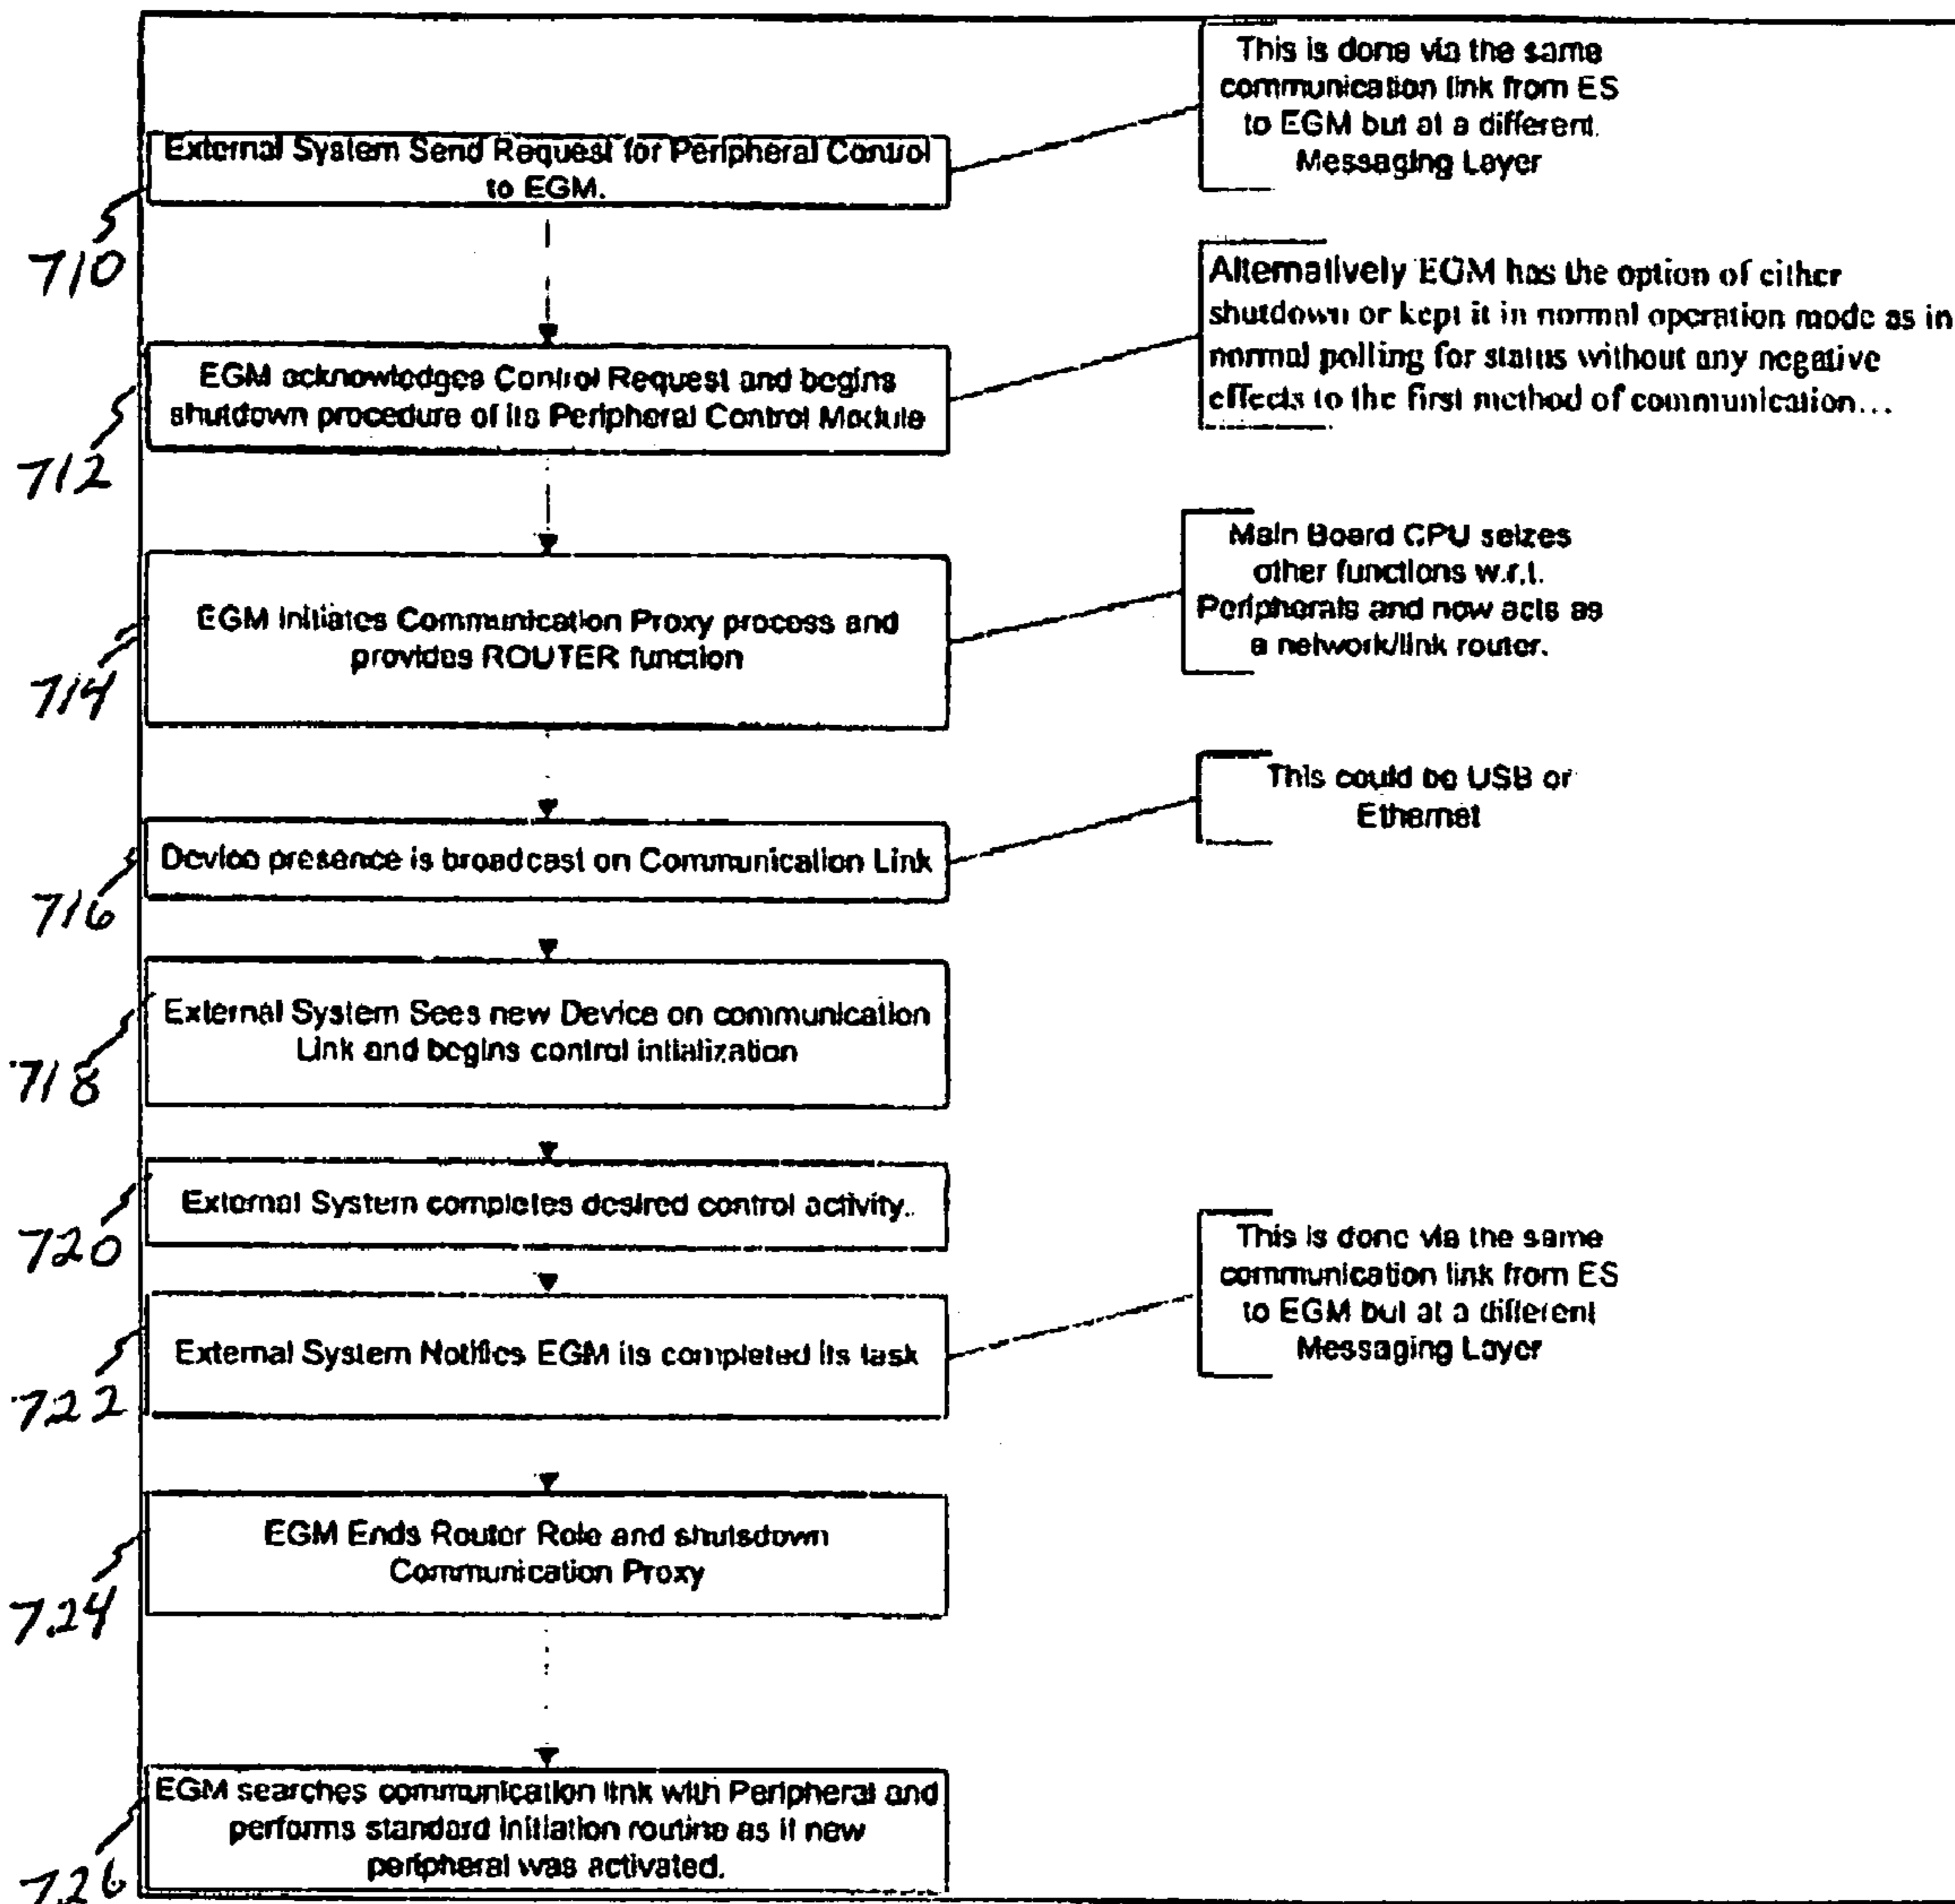 This is done via the same
communication link from ES
to EGM but at a different.
Messaging Layer
External System Send Request for Peripheral Control
to EGM.
710
Alternatively EGM has the option of either
shutdown or kept it in normal operation mode as in
normal polling for status without any negative
effects to the first method of communication...
EGM acknowledges Control Request and begins
shutdown procedure of its Peripheral Control Module
712
Main Board CPU seizes
other functions w.r.t.
Peripherals and now acts as
a network/link router.
EGM Initiates Communication Proxy process and
provides ROUTER function
714
This could be USB or
Ethernet
Device presence is broadcast on Communication Link
716
External System Sees new Device on communication
Link and begins control initialization
718
External System completes desired control activity..
720
This is done via the same
communication link from ES
to EGM but at a different
Messaging Layer
External System Notifies EGM its completed its task
722
EGM Ends Router Role and shutsdown
Communication Proxy
724
EGM searches communication link with Peripheral and
performs standard initiation routine as if new
peripheral was activated.
726